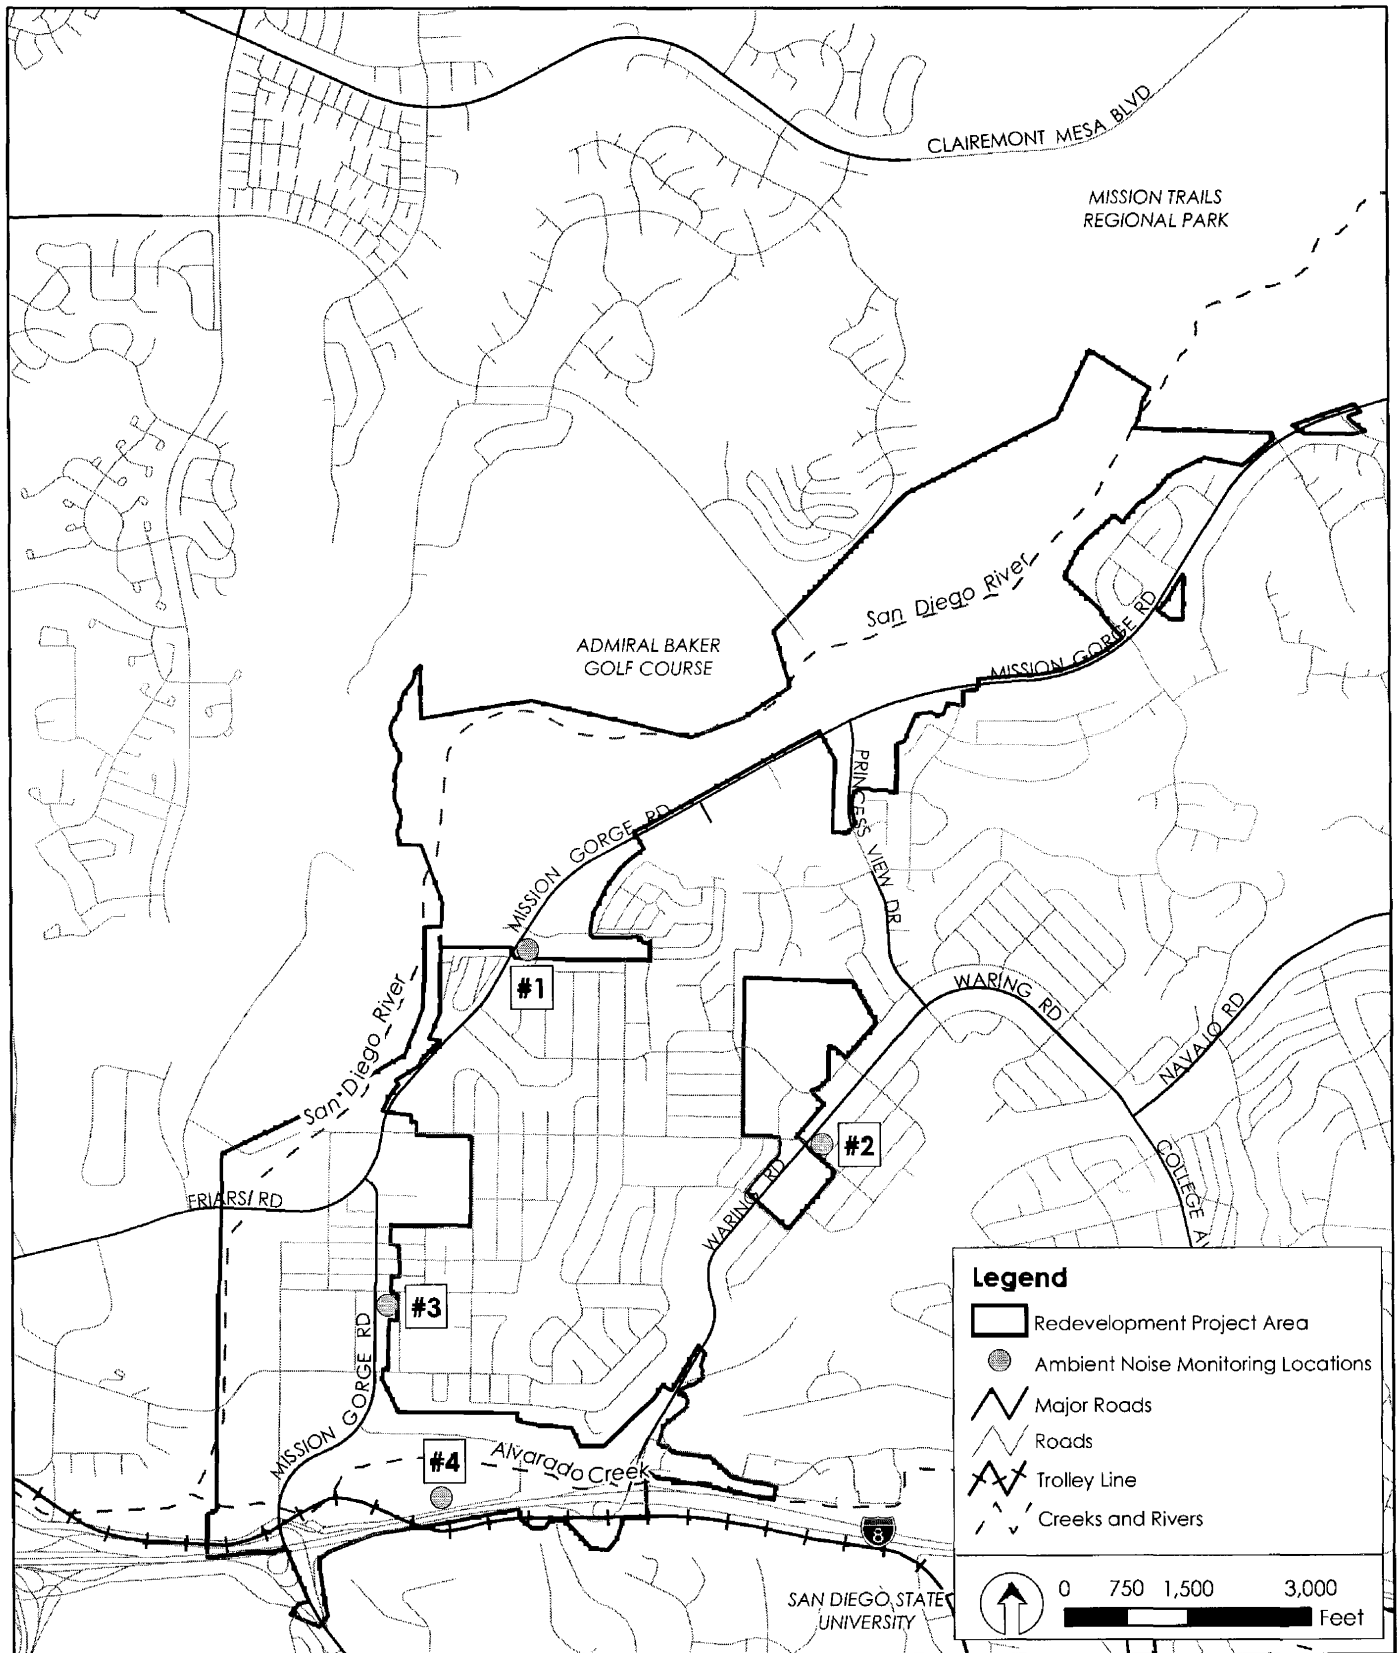 CLAIREMONT MESA BLVD
MISSION TRAILS
REGIONAL PARK
San Diego River
ADMIRAL BAKER
GOLF COURSE
MISSION GORGE RD
MISSION GORGE RD
PRINCESS VIEW DR
#1
WARING RD
NAVAJO RD
San Diego River
#2
COLLEGE AV
FRIARS RD
WARING RD
#3
MISSION GORGE RD
#4
Alvarado Creek
8
SAN DIEGO STATE
UNIVERSITY
Legend
Redevelopment Project Area
Ambient Noise Monitoring Locations
Major Roads
Roads
Trolley Line
Creeks and Rivers
0 750 1,500 3,000
Feet